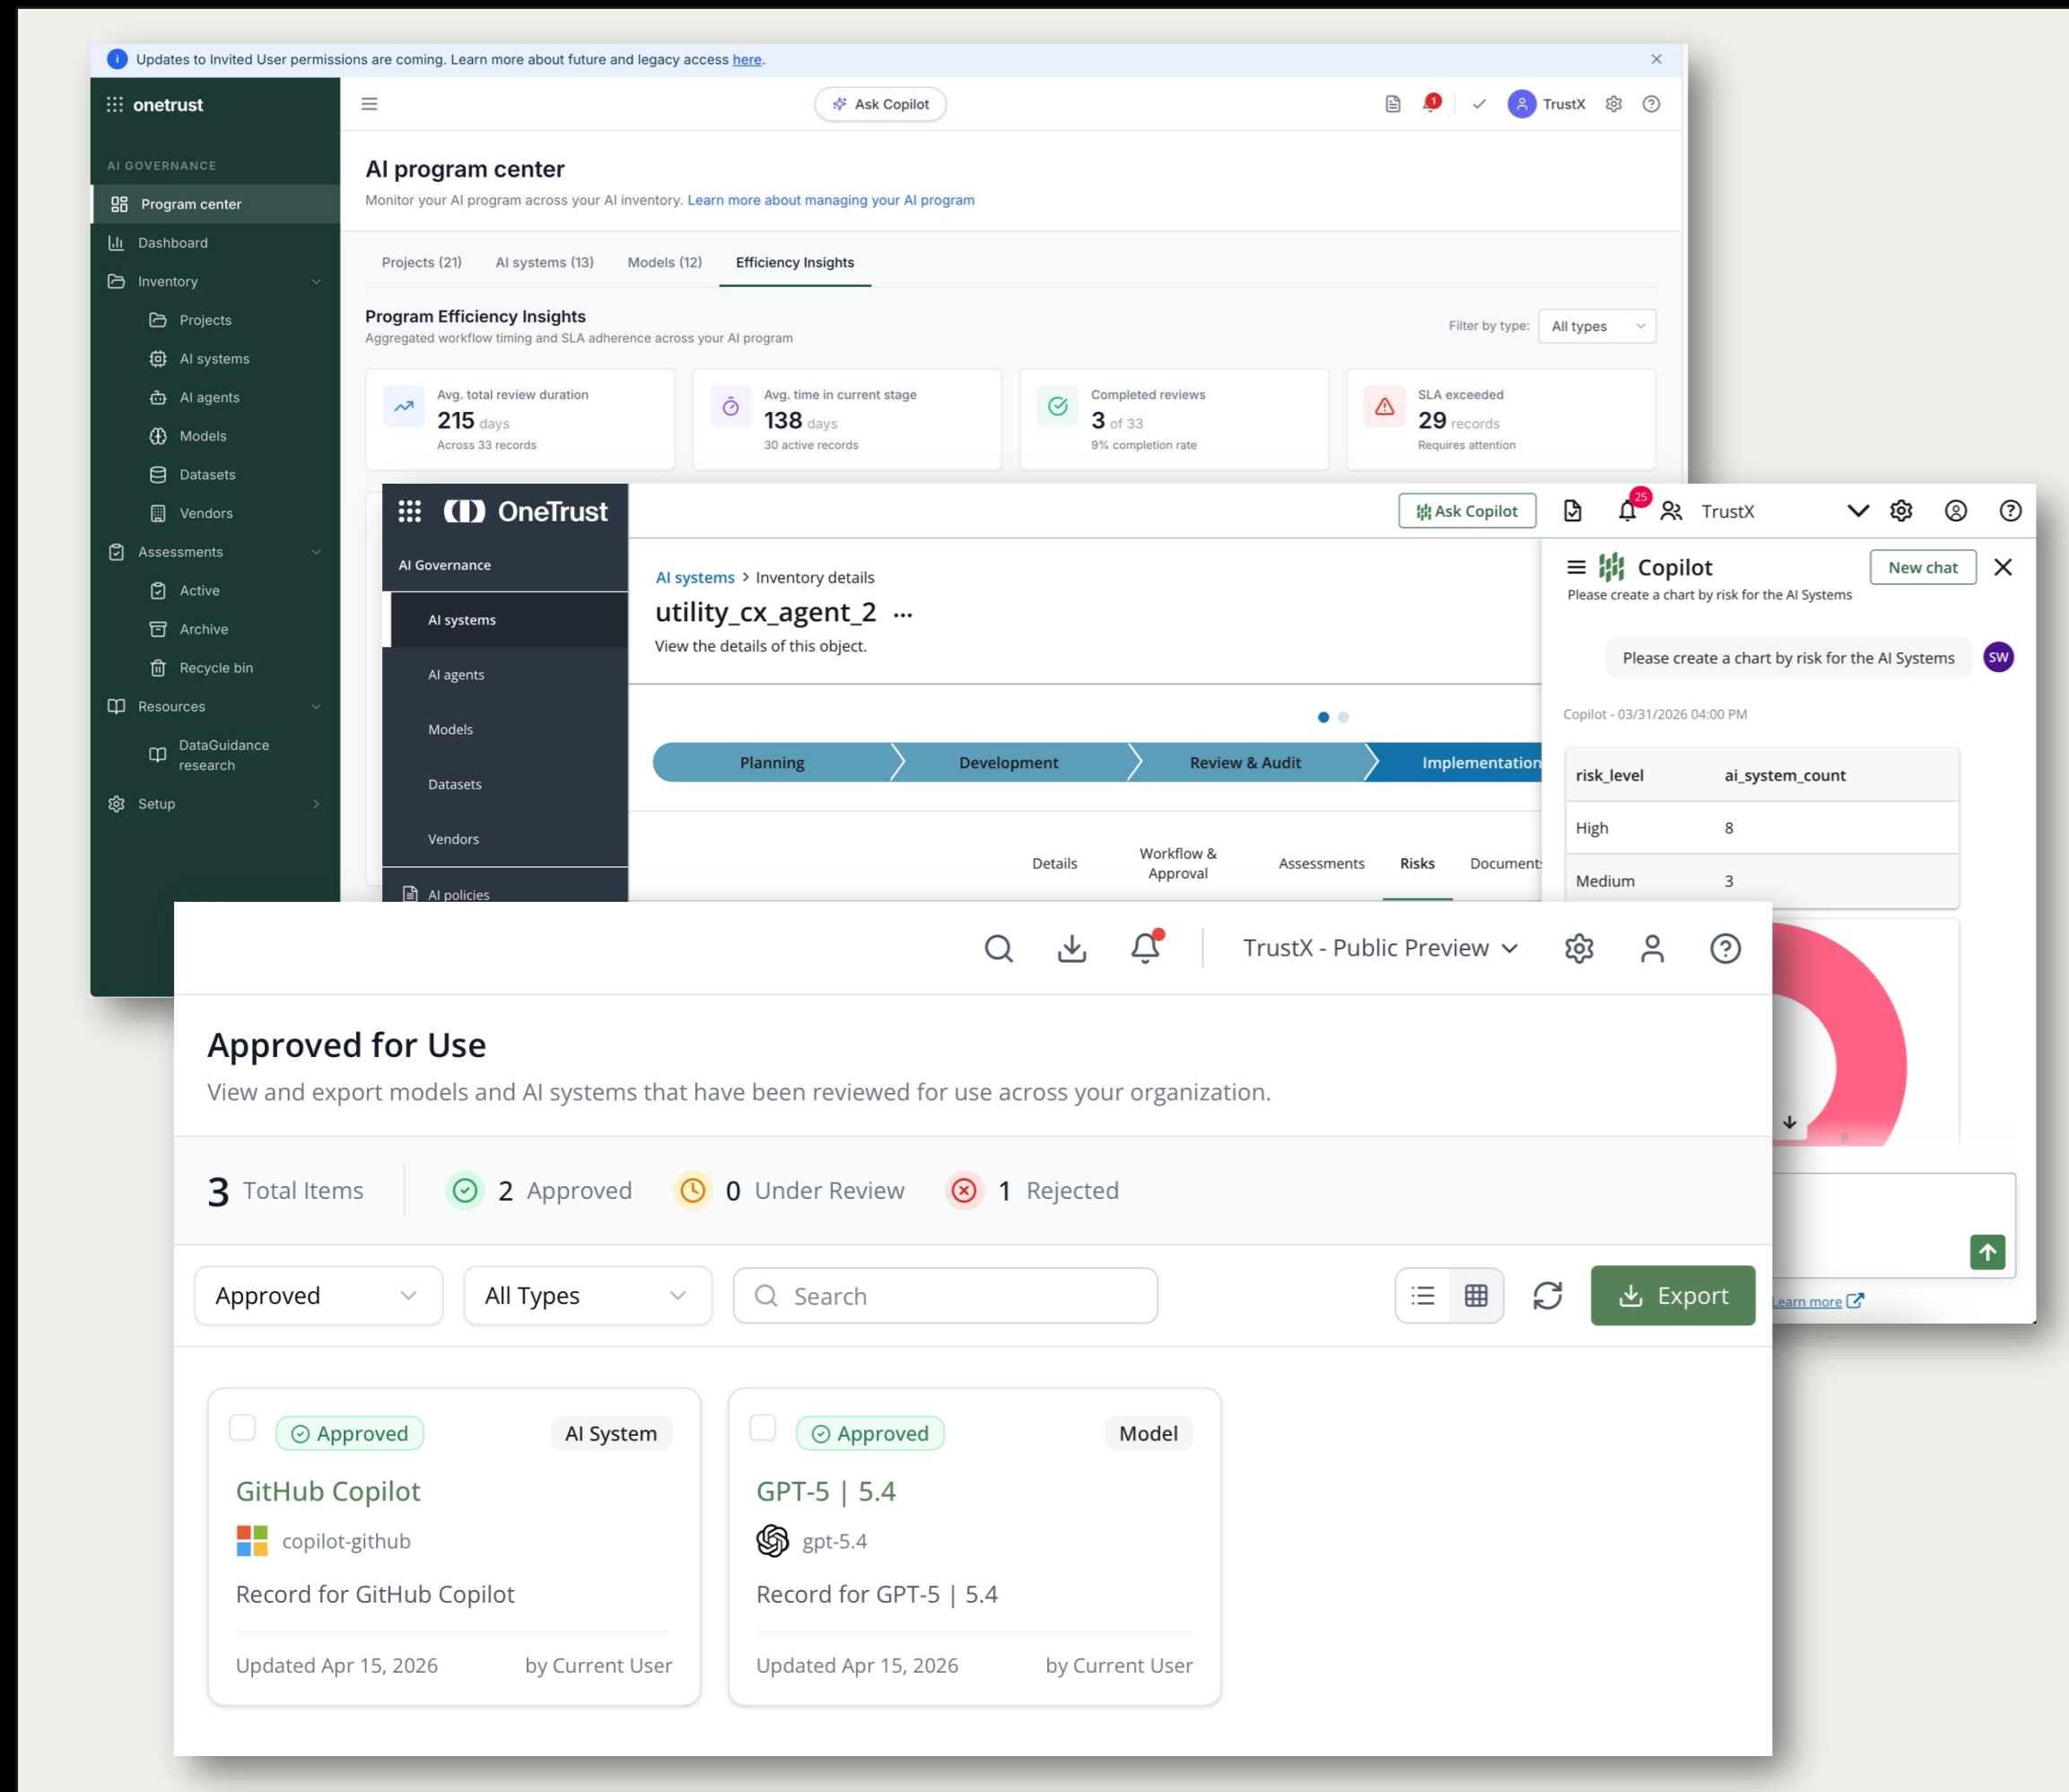 Updates to Invited User permissions are coming. Learn more about future and legacy access here.
onetrust
Ask Copilot
1
TrustX
AI GOVERNANCE
Program center
Dashboard
Inventory
Projects
AI systems
AI agents
Models
Datasets
Vendors
Assessments
Active
Archive
Recycle bin
Resources
DataGuidance
research
Setup
AI program center
Monitor your AI program across your AI inventory. Learn more about managing your AI program
Projects (21) AI systems (13) Models (12) Efficiency Insights
Program Efficiency Insights
Aggregated workflow timing and SLA adherence across your AI program
Filter by type: All types
Avg. total review duration
215 days
Across 33 records
Avg. time in current stage
138 days
30 active records
Completed reviews
3 of 33
9% completion rate
SLA exceeded
29 records
Requires attention
OneTrust
Ask Copilot
25
TrustX
AI Governance
AI systems
AI agents
Models
Datasets
Vendors
AI policies
AI systems > Inventory details
utility_cx_agent_2 ...
View the details of this object.
Planning Development Review & Audit Implementation
Details
Workflow &
Approval
Assessments
Risks
Document
Copilot
New chat
Please create a chart by risk for the AI Systems
Please create a chart by risk for the AI Systems
SW
Copilot - 03/31/2026 04:00 PM
risk_level ai_system_count
High 8
Medium 3
8
Learn more
TrustX - Public Preview
Approved for Use
View and export models and AI systems that have been reviewed for use across your organization.
3 Total Items 2 Approved 0 Under Review 1 Rejected
Approved All Types Search Export
Approved AI System
GitHub Copilot
copilot-github
Record for GitHub Copilot
Updated Apr 15, 2026 by Current User
Approved Model
GPT-5 | 5.4
gpt-5.4
Record for GPT-5 | 5.4
Updated Apr 15, 2026 by Current User